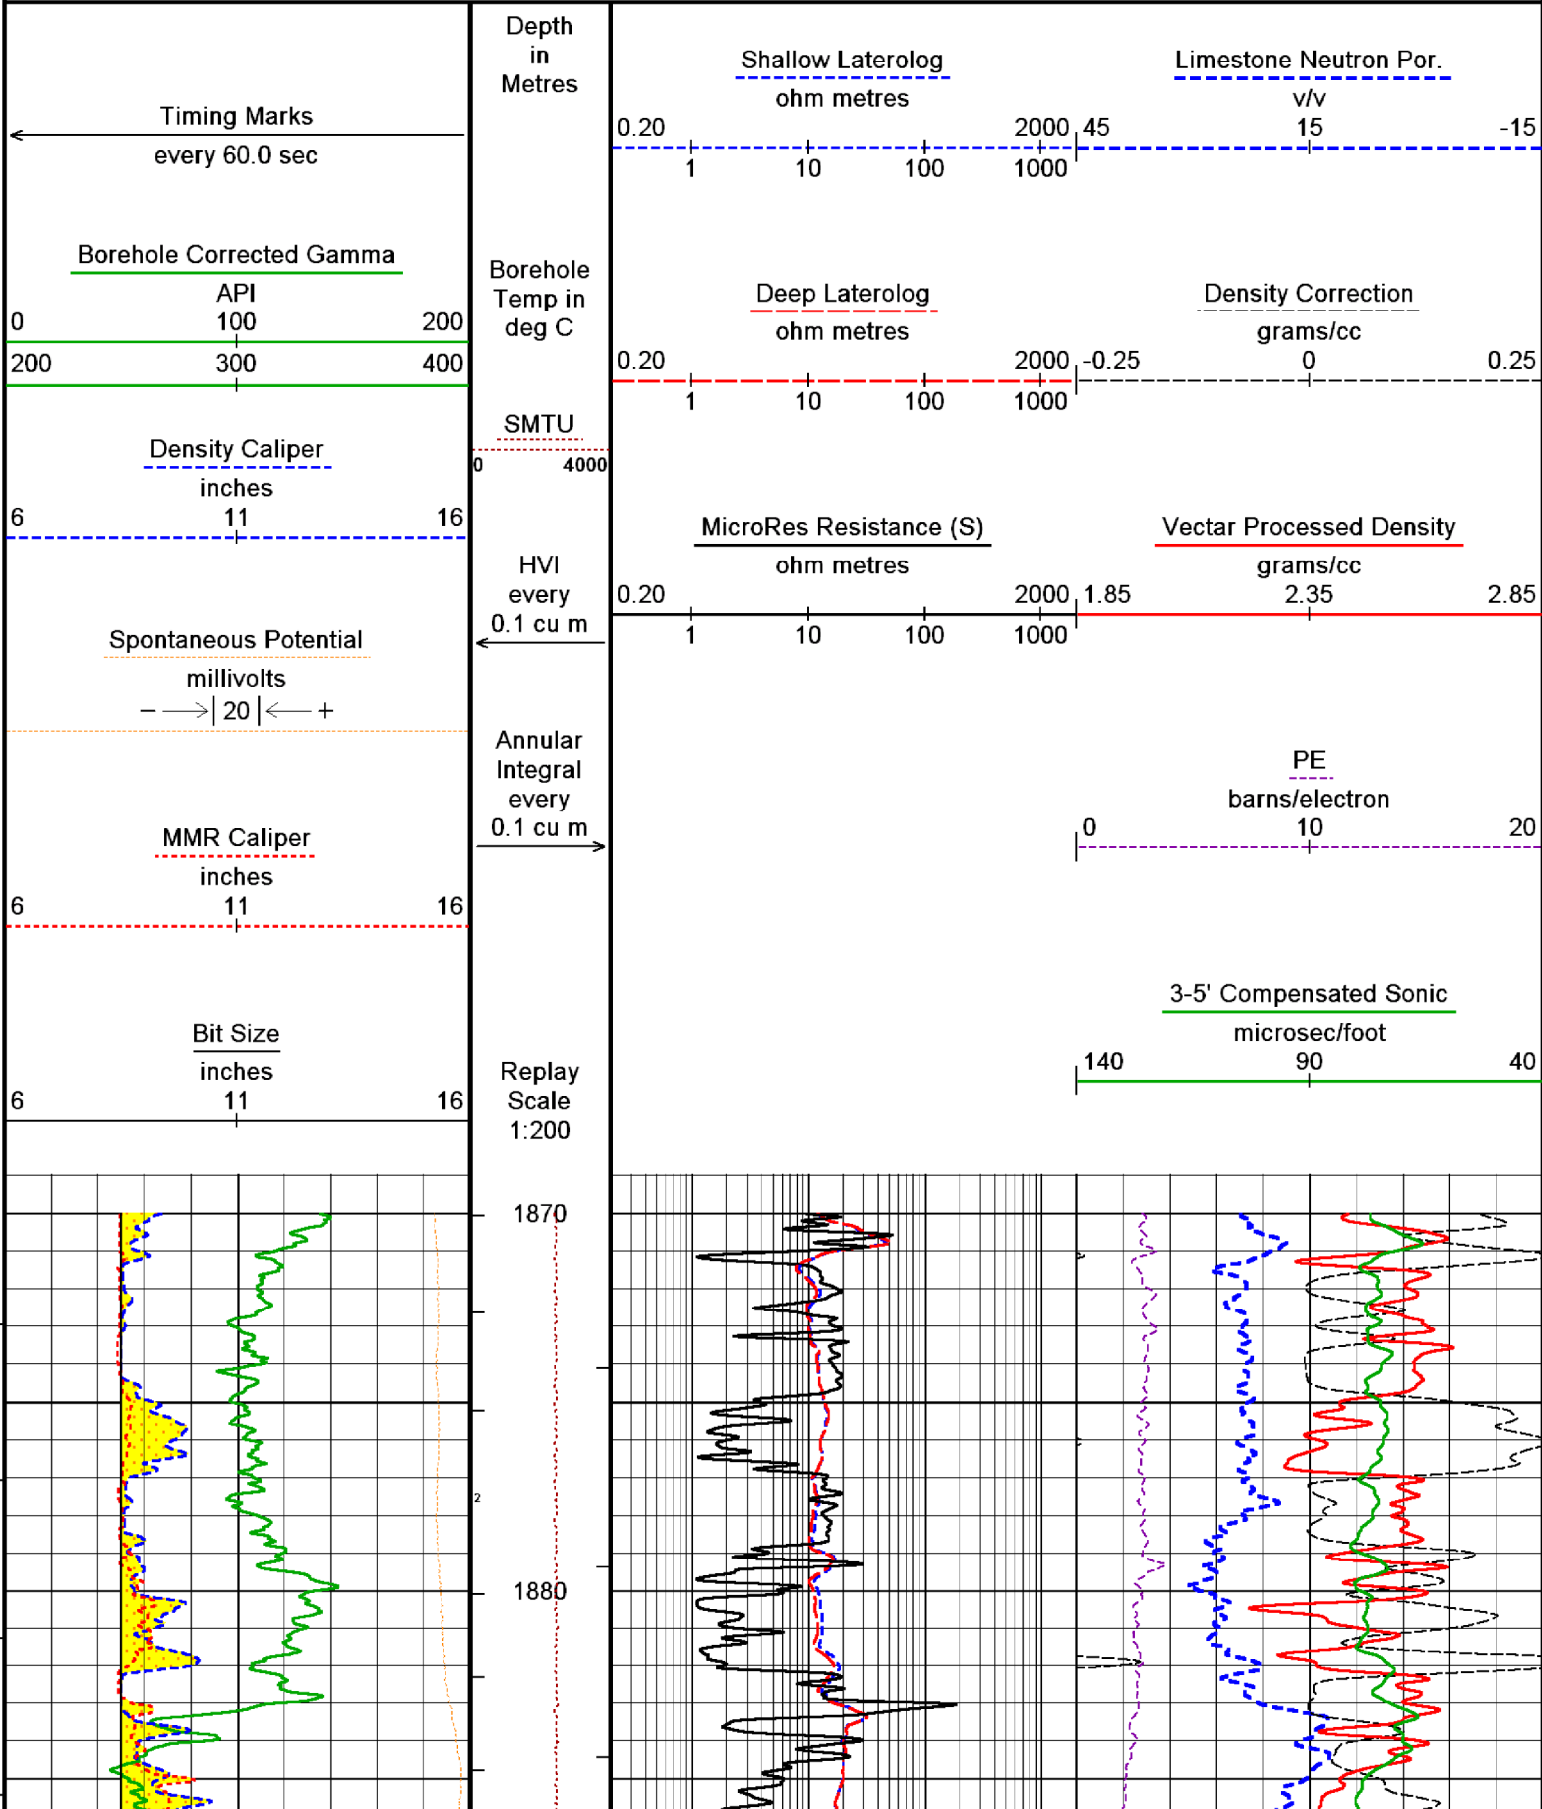 Timing Marks
every 60.0 sec
Borehole Corrected Gamma
API
0 100 200
200 300 400
Density Caliper
inches
6 11 16
Spontaneous Potential
millivolts
− 20 +
MMR Caliper
inches
6 11 16
Bit Size
inches
6 11 16
Depth
in
Metres
Borehole
Temp in
deg C
SMTU
0 4000
HVI
every
0.1 cu m
Annular
Integral
every
0.1 cu m
Replay
Scale
1:200
Shallow Laterolog
ohm metres
0.20 2000
1 10 100 1000
Deep Laterolog
ohm metres
0.20 2000
1 10 100 1000
MicroRes Resistance (S)
ohm metres
0.20 2000
1 10 100 1000
Limestone Neutron Por.
v/v
45 15 -15
Density Correction
grams/cc
-0.25 0 0.25
Vectar Processed Density
grams/cc
1.85 2.35 2.85
PE
barns/electron
0 10 20
3-5' Compensated Sonic
microsec/foot
140 90 40
1870
2
1880